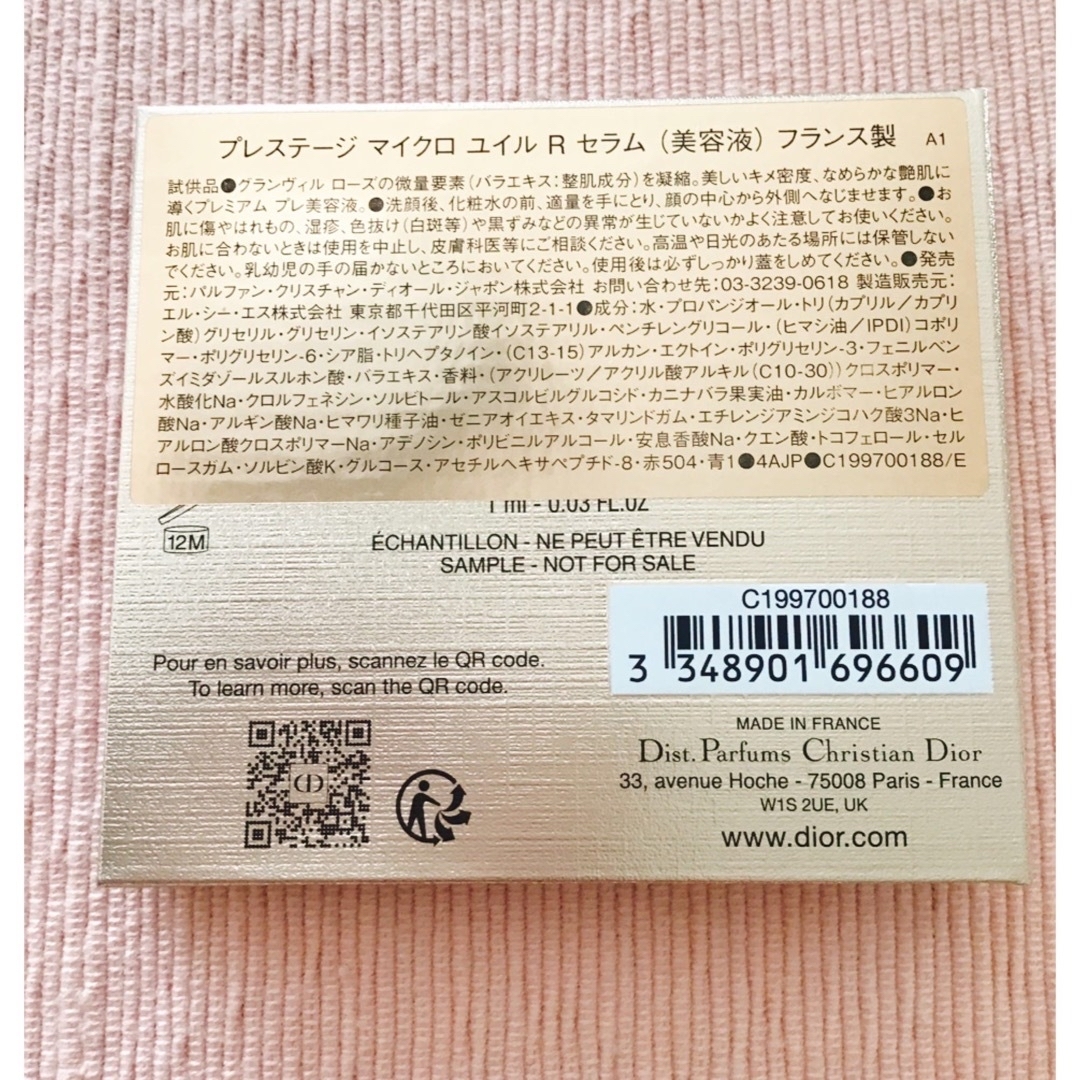 プレステージ マイクロ ユイル R セラム（美容液）フランス製 A1
試供品●グランヴィル ローズの微量要素（バラエキス：整肌成分）を凝縮。美しいキメ密度、なめらかな艶肌に
導くプレミアム プレ美容液。●洗顔後、化粧水の前、適量を手にとり、顔の中心から外側へなじませます。●お
肌に傷やはれもの、湿疹、色抜け（白斑等）や黒ずみなどの異常が生じていないかよく注意してお使いください。
お肌に合わないときは使用を中止し、皮膚科医等にご相談ください。高温や日光のあたる場所には保管しない
でください。乳幼児の手の届かないところにおいてください。使用後は必ずしっかり蓋をしめてください。●発売
元：パルファン・クリスチャン・ディオール・ジャポン株式会社 お問い合わせ先：03-3239-0618 製造販売元：
エル・シー・エス株式会社 東京都千代田区平河町2-1-1●成分：水・プロパンジオール・トリ（カプリル／カプリ
ン酸）グリセリル・グリセリン・イソステアリン酸イソステアリル・ペンチレングリコール・（ヒマシ油／IPDI）コポリ
マー・ポリグリセリン-6・シア脂・トリヘプタノイン・（C13-15）アルカン・エクトイン・ポリグリセリン-3・フェニルベン
ズイミダゾールスルホン酸・バラエキス・香料・（アクリレーツ／アクリル酸アルキル（C10-30））クロスポリマー・
水酸化Na・クロルフェネシン・ソルビトール・アスコルビルグルコシド・カニナバラ果実油・カルボマー・ヒアルロン
酸Na・アルギン酸Na・ヒマワリ種子油・ゼニアオイエキス・タマリンドガム・エチレンジアミンジコハク酸3Na・ヒ
アルロン酸クロスポリマーNa・アデノシン・ポリビニルアルコール・安息香酸Na・クエン酸・トコフェロール・セル
ロースガム・ソルビン酸K・グルコース・アセチルヘキサペプチド-8・赤504・青1●4AJP●C199700188/E
1 ml - 0.03 FL.OZ
12M
ÉCHANTILLON - NE PEUT ÊTRE VENDU
SAMPLE - NOT FOR SALE
C199700188
3 348901 696609
Pour en savoir plus, scannez le QR code.
To learn more, scan the QR code.
MADE IN FRANCE
Dist. Parfums Christian Dior
33, avenue Hoche - 75008 Paris - France
W1S 2UE, UK
www.dior.com
CD